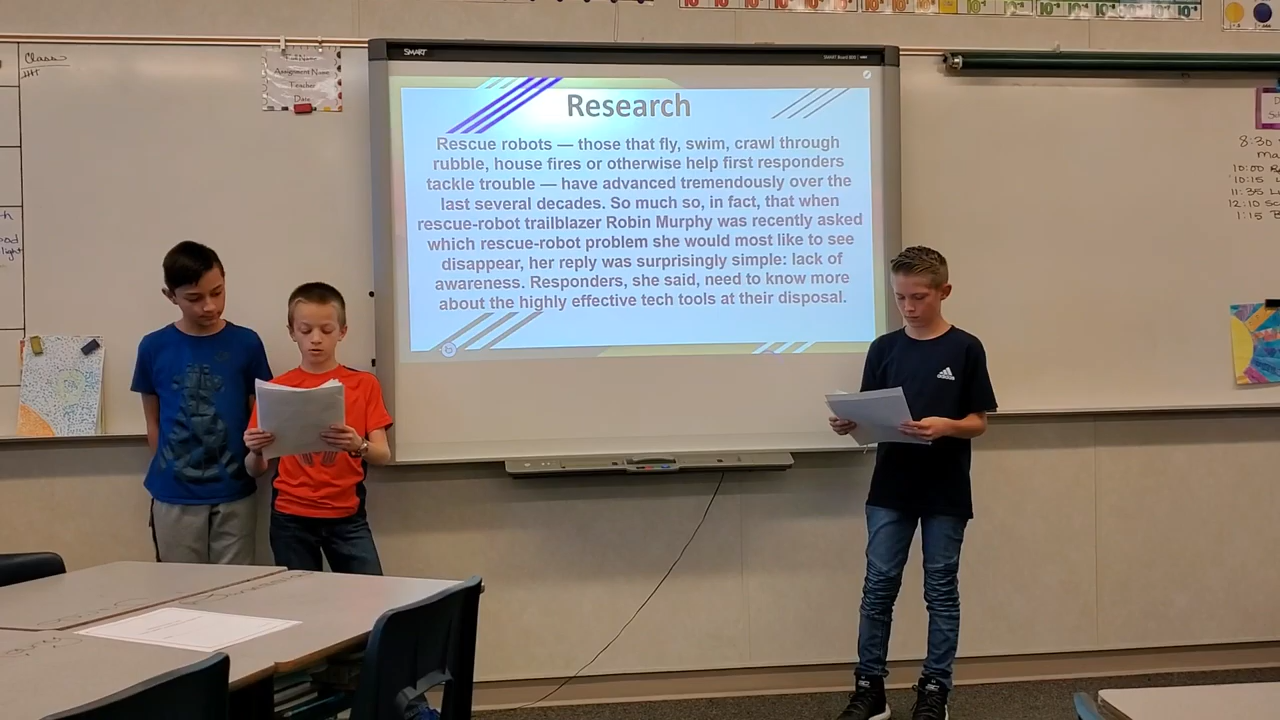 Class
Full Name
Assignment Name
Teacher
Date
SMART
Research
Rescue robots — those that fly, swim, crawl through
rubble, house fires or otherwise help first responders
tackle trouble — have advanced tremendously over the
last several decades. So much so, in fact, that when
rescue-robot trailblazer Robin Murphy was recently asked
which rescue-robot problem she would most like to see
disappear, her reply was surprisingly simple: lack of
awareness. Responders, she said, need to know more
about the highly effective tech tools at their disposal.
8:30
10:00
10:15
11:35
12:10
1:15
light
adidas